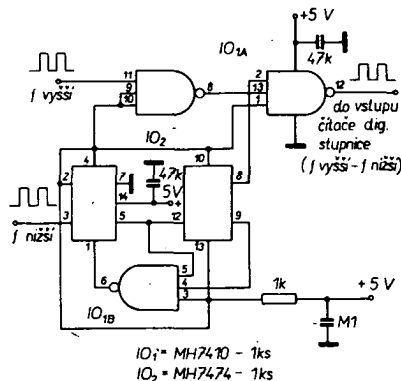 +5 V
IO1A
47k
11
9
10
8
2
13
1
12
f vyšší
do vstupu
čítače dig.
stupnice
(f vyšší – f nižší)
IO2
4
10
47k
5V
+
2
7
14
3
5
12
8
9
1
13
f nižší
6
5
4
3
IO1B
1k
+5 V
M1
IO1 = MH7410 – 1ks
IO2 = MH7474 – 1ks